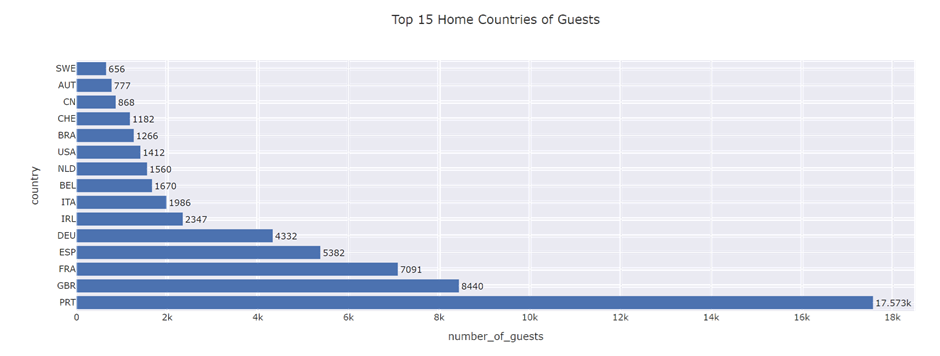 Top 15 Home Countries of Guests
country
SWE 656
AUT 777
CN 868
CHE 1182
BRA 1266
USA 1412
NLD 1560
BEL 1670
ITA 1986
IRL 2347
DEU 4332
ESP 5382
FRA 7091
GBR 8440
PRT 17.573k
0 2k 4k 6k 8k 10k 12k 14k 16k 18k
number_of_guests